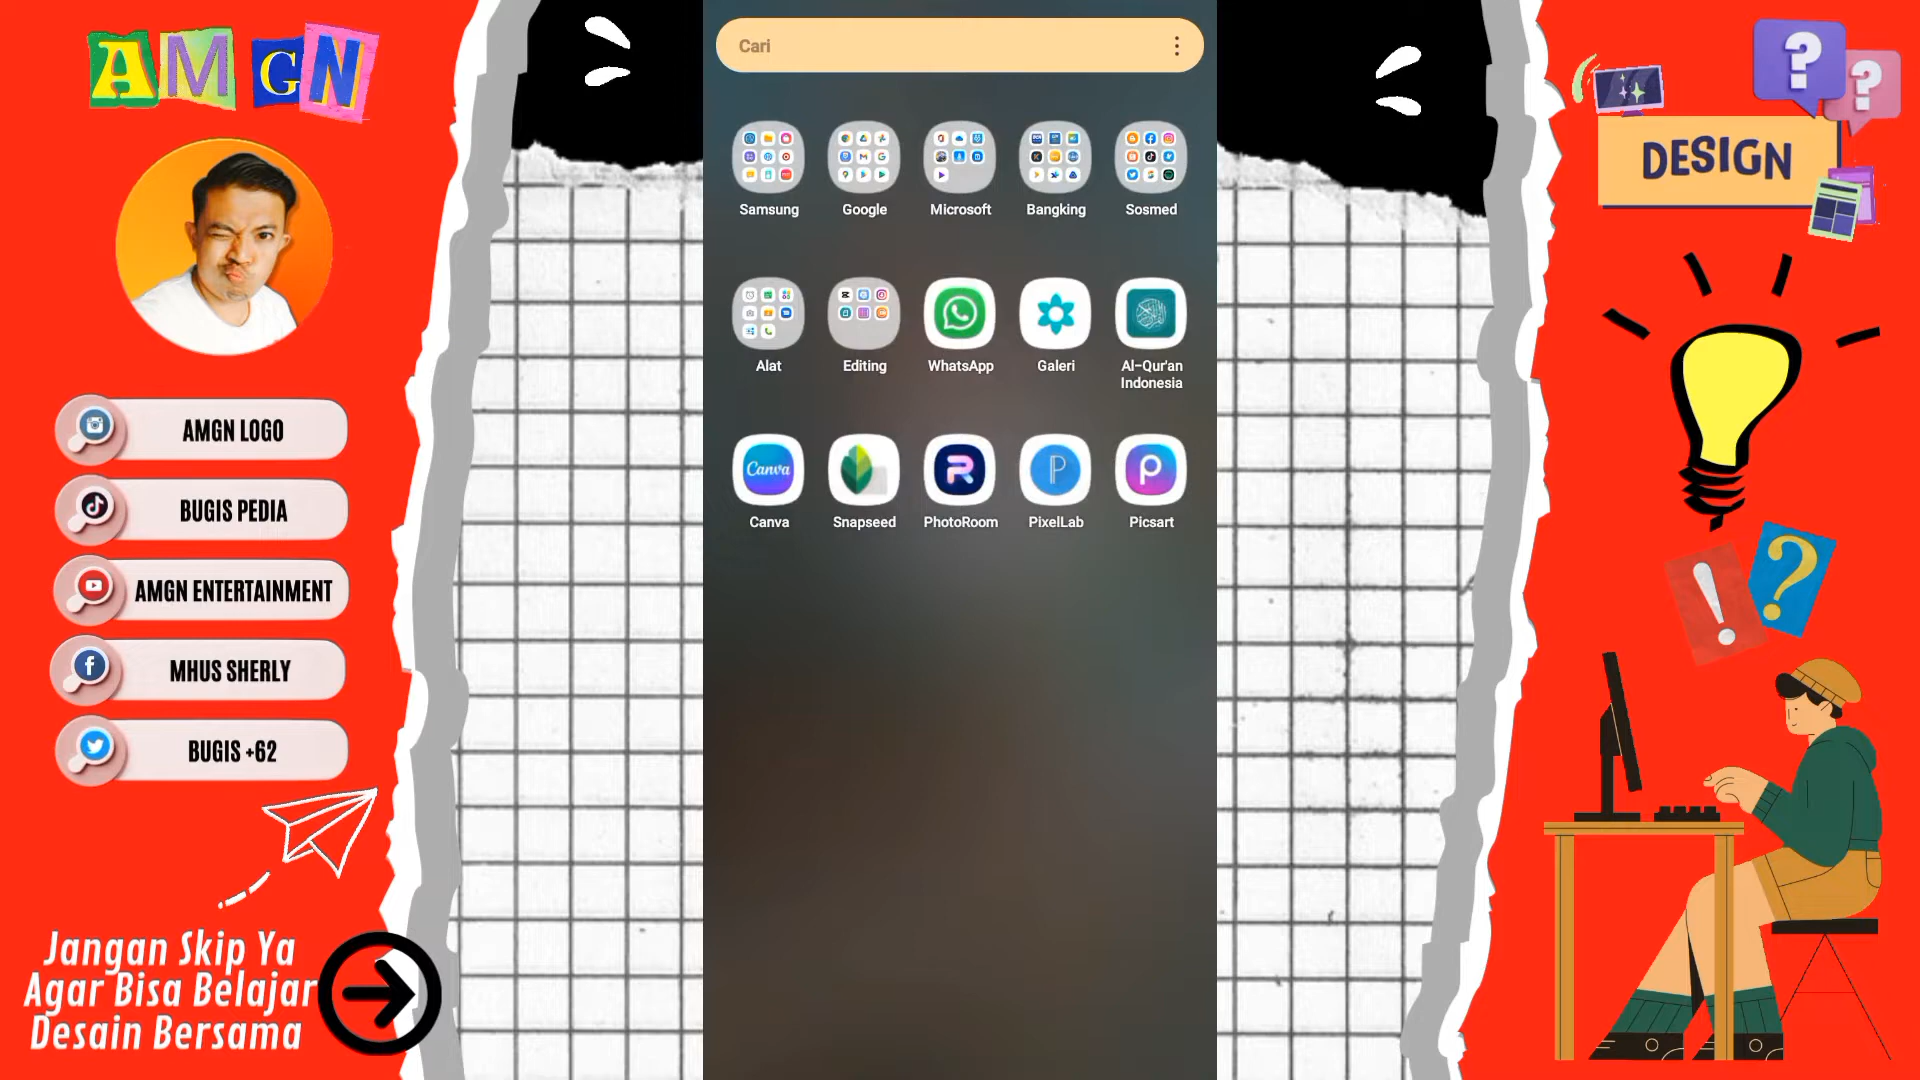 AMGN
AMGN LOGO
BUGIS PEDIA
AMGN ENTERTAINMENT
MHUS SHERLY
BUGIS +62
Jangan Skip Ya
Agar Bisa Belajar
Desain Bersama
Cari
Samsung
Google
Microsoft
Bangking
Sosmed
Alat
Editing
WhatsApp
Galeri
Al-Qur'an
Indonesia
Canva
Canva
Snapseed
PhotoRoom
PixelLab
Picsart
? ?
DESIGN
! ?